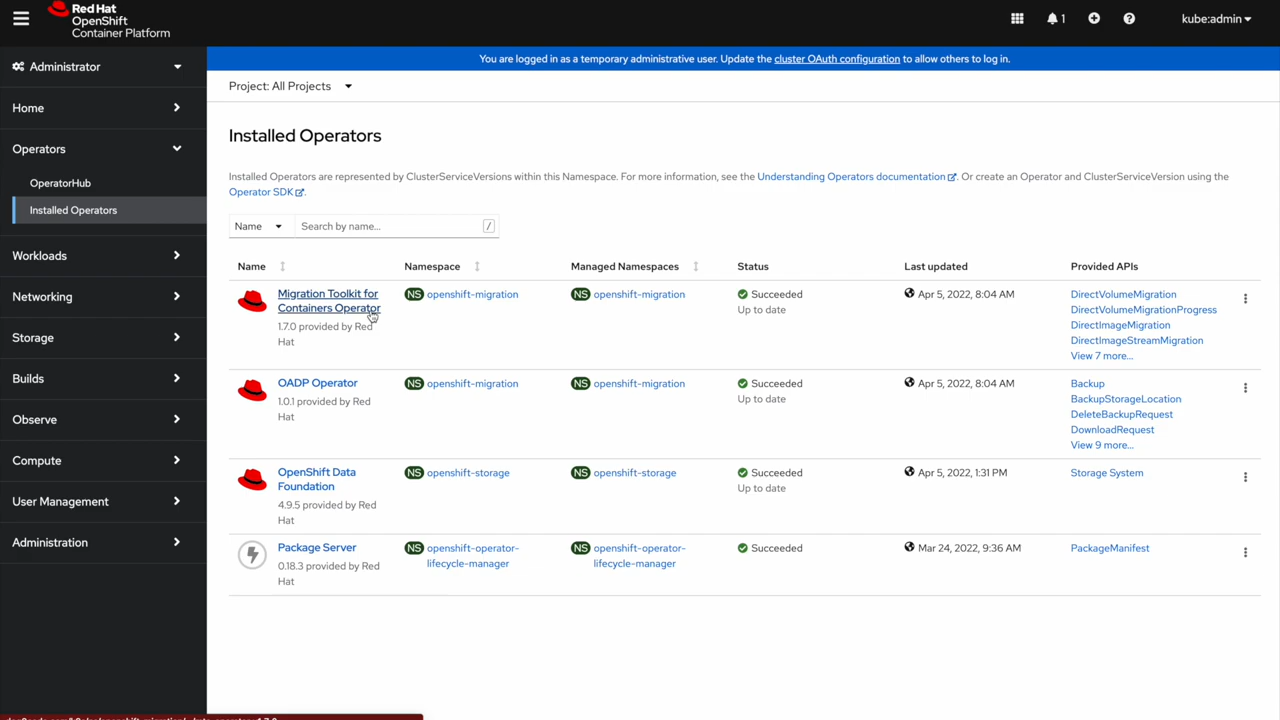 Red Hat
OpenShift
Container Platform
1
kube:admin
You are logged in as a temporary administrative user. Update the cluster OAuth configuration to allow others to log in.
Administrator
Home
Operators
OperatorHub
Installed Operators
Workloads
Networking
Storage
Builds
Observe
Compute
User Management
Administration
Project: All Projects
Installed Operators
Installed Operators are represented by ClusterServiceVersions within this Namespace. For more information, see the Understanding Operators documentation. Or create an Operator and ClusterServiceVersion using the
Operator SDK.
Name
Search by name...
/
Name Namespace Managed Namespaces Status Last updated Provided APIs
Migration Toolkit for
Containers Operator
1.7.0 provided by Red
Hat
NS openshift-migration
NS openshift-migration
Succeeded
Up to date
Apr 5, 2022, 8:04 AM
DirectVolumeMigration
DirectVolumeMigrationProgress
DirectImageMigration
DirectImageStreamMigration
View 7 more...
OADP Operator
1.0.1 provided by Red
Hat
NS openshift-migration
NS openshift-migration
Succeeded
Up to date
Apr 5, 2022, 8:04 AM
Backup
BackupStorageLocation
DeleteBackupRequest
DownloadRequest
View 9 more...
OpenShift Data
Foundation
4.9.5 provided by Red
Hat
NS openshift-storage
NS openshift-storage
Succeeded
Up to date
Apr 5, 2022, 1:31 PM
Storage System
Package Server
0.18.3 provided by Red
Hat
NS openshift-operator-
lifecycle-manager
NS openshift-operator-
lifecycle-manager
Succeeded
Mar 24, 2022, 9:36 AM
PackageManifest